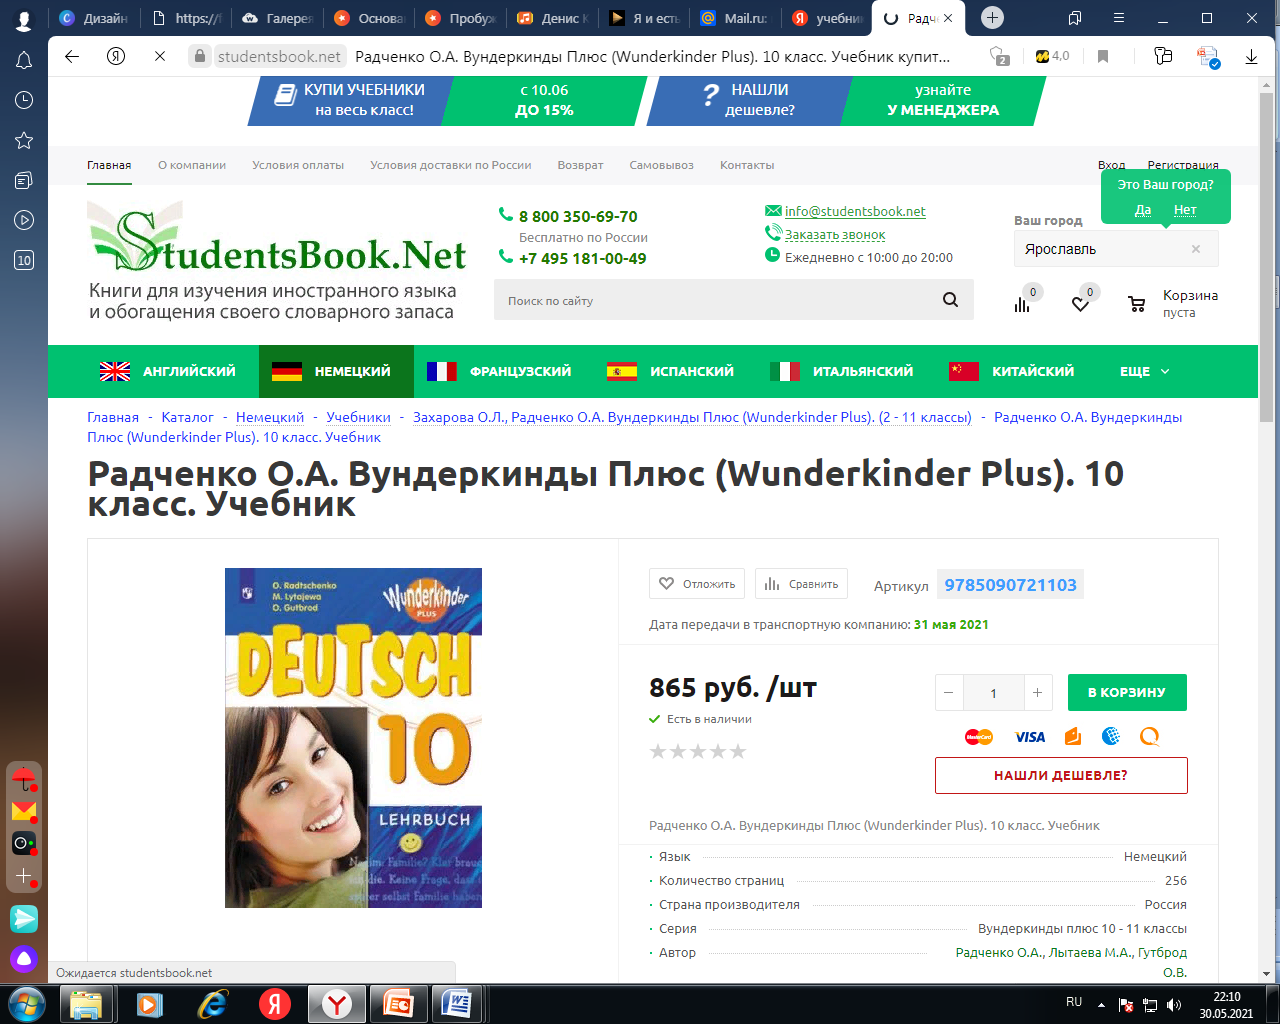 Дизайн
https://f
Галерея
Основа
Пробуж
Денис К
Я и есть
Mail.ru:
учебни
Радч
studentsbook.net
Радченко О.А. Вундеркинды Плюс (Wunderkinder Plus). 10 класс. Учебник купит...
2
4,0
10
КУПИ УЧЕБНИКИ
на весь класс!
с 10.06
ДО 15%
?
НАШЛИ
дешевле?
узнайте
У МЕНЕДЖЕРА
Главная
О компании
Условия оплаты
Условия доставки по России
Возврат
Самовывоз
Контакты
Вход
Регистрация
Это Ваш город?
Да
Нет
StudentsBook.Net
Книги для изучения иностранного языка
и обогащения своего словарного запаса
8 800 350-69-70
Бесплатно по России
+7 495 181-00-49
info@studentsbook.net
Заказать звонок
Ежедневно с 10:00 до 20:00
Ваш город
Ярославль
Поиск по сайту
0
0
Корзина
пуста
АНГЛИЙСКИЙ
НЕМЕЦКИЙ
ФРАНЦУЗСКИЙ
ИСПАНСКИЙ
ИТАЛЬЯНСКИЙ
КИТАЙСКИЙ
ЕЩЕ
Главная - Каталог - Немецкий - Учебники - Захарова О.Л., Радченко О.А. Вундеркинды Плюс (Wunderkinder Plus). (2 - 11 классы) - Радченко О.А. Вундеркинды
Плюс (Wunderkinder Plus). 10 класс. Учебник
Радченко О.А. Вундеркинды Плюс (Wunderkinder Plus). 10
класс. Учебник
O. Radtschenko
M. Lytajewa
O. Gutbrod
Wunderkinder
PLUS
DEUTSCH
10
LEHRBUCH
Отложить
Сравнить
Артикул 9785090721103
Дата передачи в транспортную компанию: 31 мая 2021
865 руб. /шт
1
В КОРЗИНУ
Есть в наличии
MasterCard
VISA
НАШЛИ ДЕШЕВЛЕ?
Радченко О.А. Вундеркинды Плюс (Wunderkinder Plus). 10 класс. Учебник
Язык Немецкий
Количество страниц 256
Страна производителя Россия
Серия Вундеркинды плюс 10 - 11 классы
Автор Радченко О.А., Лытаева М.А., Гутброд
О.В.
Ожидается studentsbook.net
RU
22:10
30.05.2021